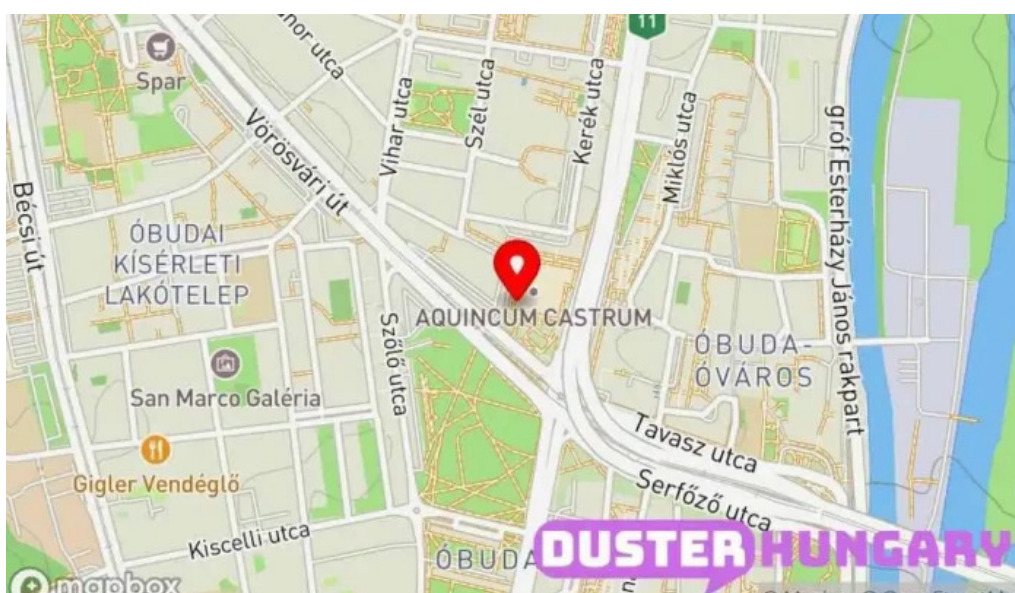 11
Spar
Vörösvári út
Vihar utca
Szél utca
Kerék utca
Miklós utca
gróf Esterházy János rakpart
Bécsi út
ÓBUDAI
KÍSÉRLETI
LAKÓTELEP
AQUINCUM CASTRUM
ÓBUDA-
ÓVÁROS
Szőlő utca
San Marco Galéria
Gigler Vendéglő
Tavasz utca
Serfőző utca
Kiscelli utca
ÓBUDA
DUSTER HUNGARY
mapbox